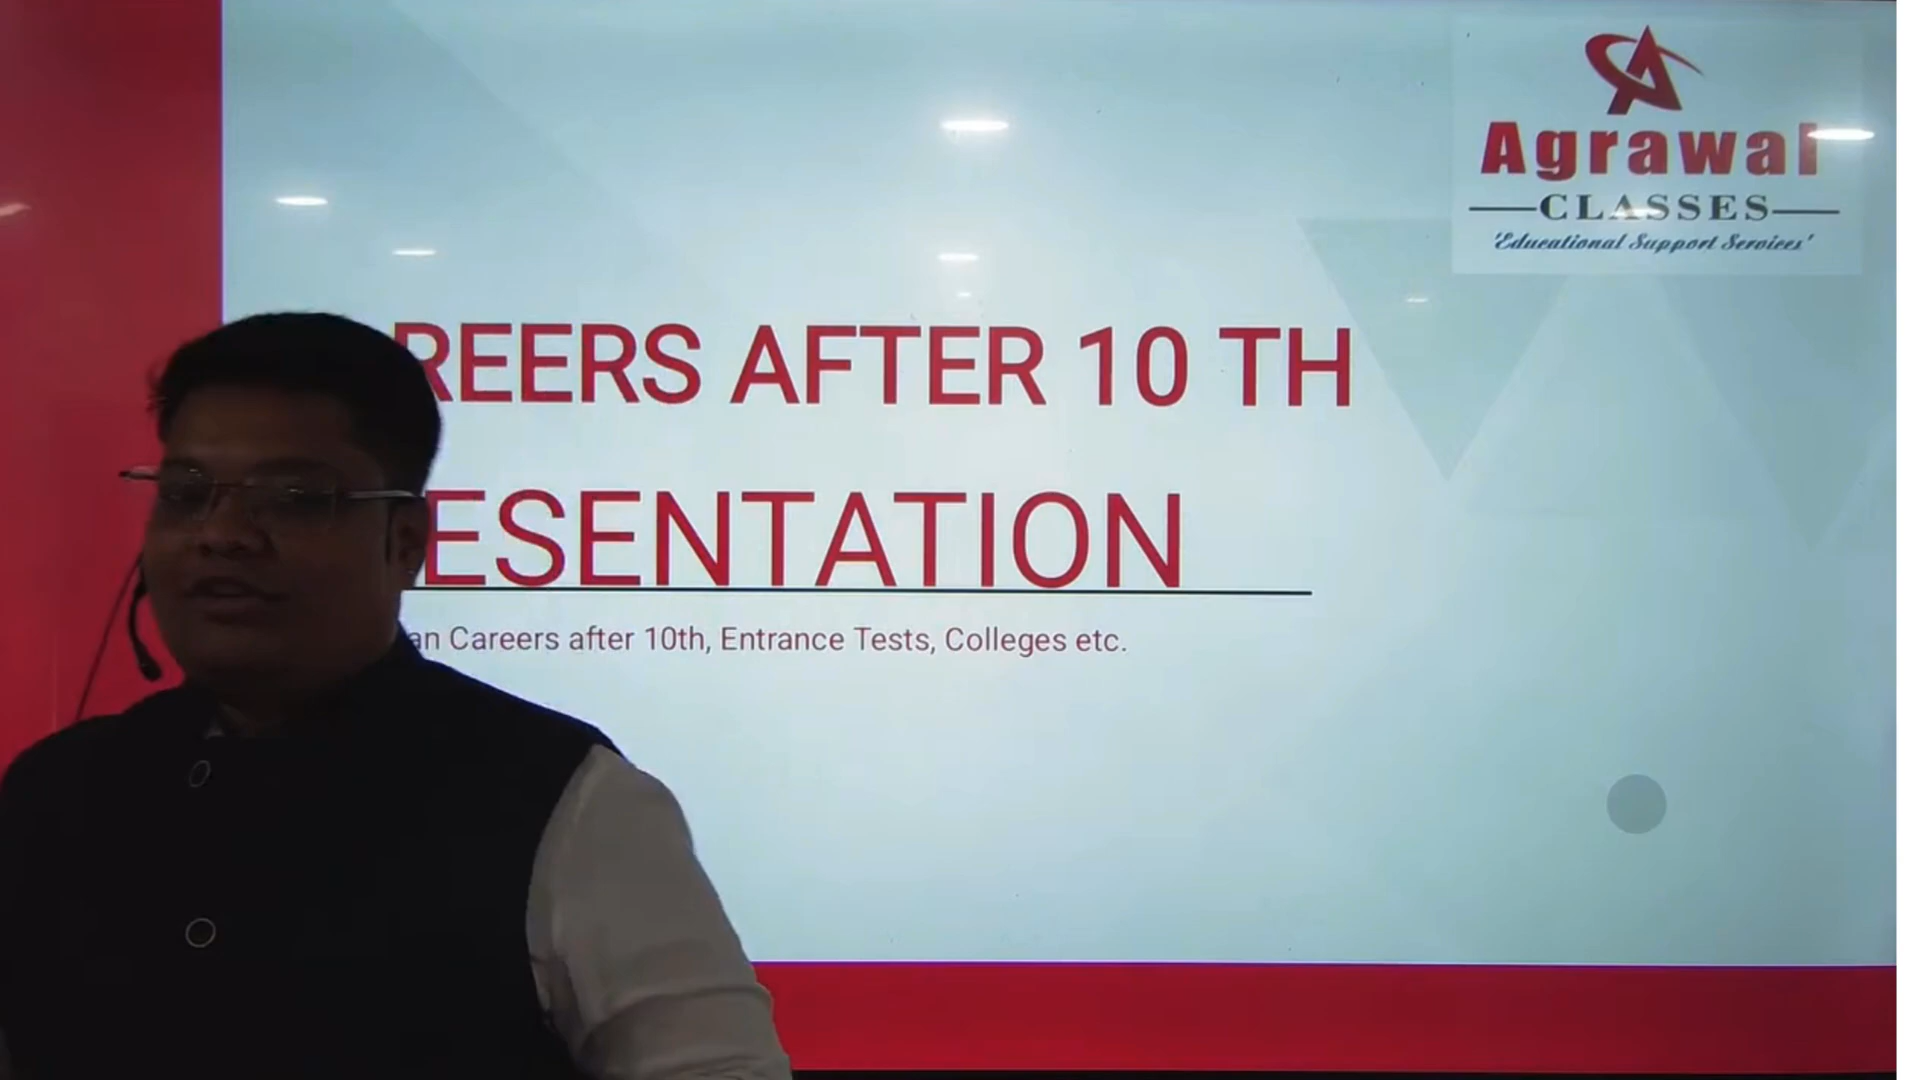 Agrawal
CLASSES
'Educational Support Services'
REERS AFTER 10 TH
ESENTATION
an Careers after 10th, Entrance Tests, Colleges etc.